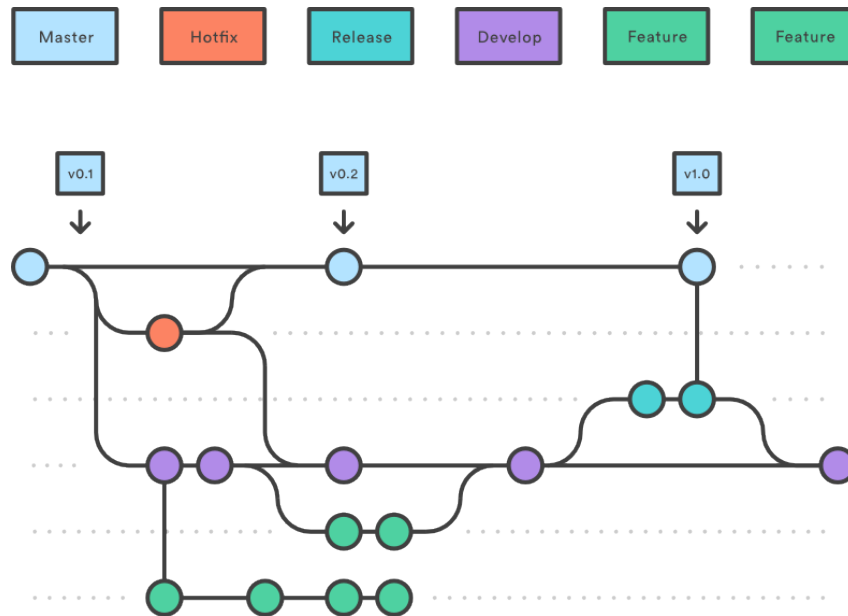 Master
Hotfix
Release
Develop
Feature
Feature
v0.1
v0.2
v1.0